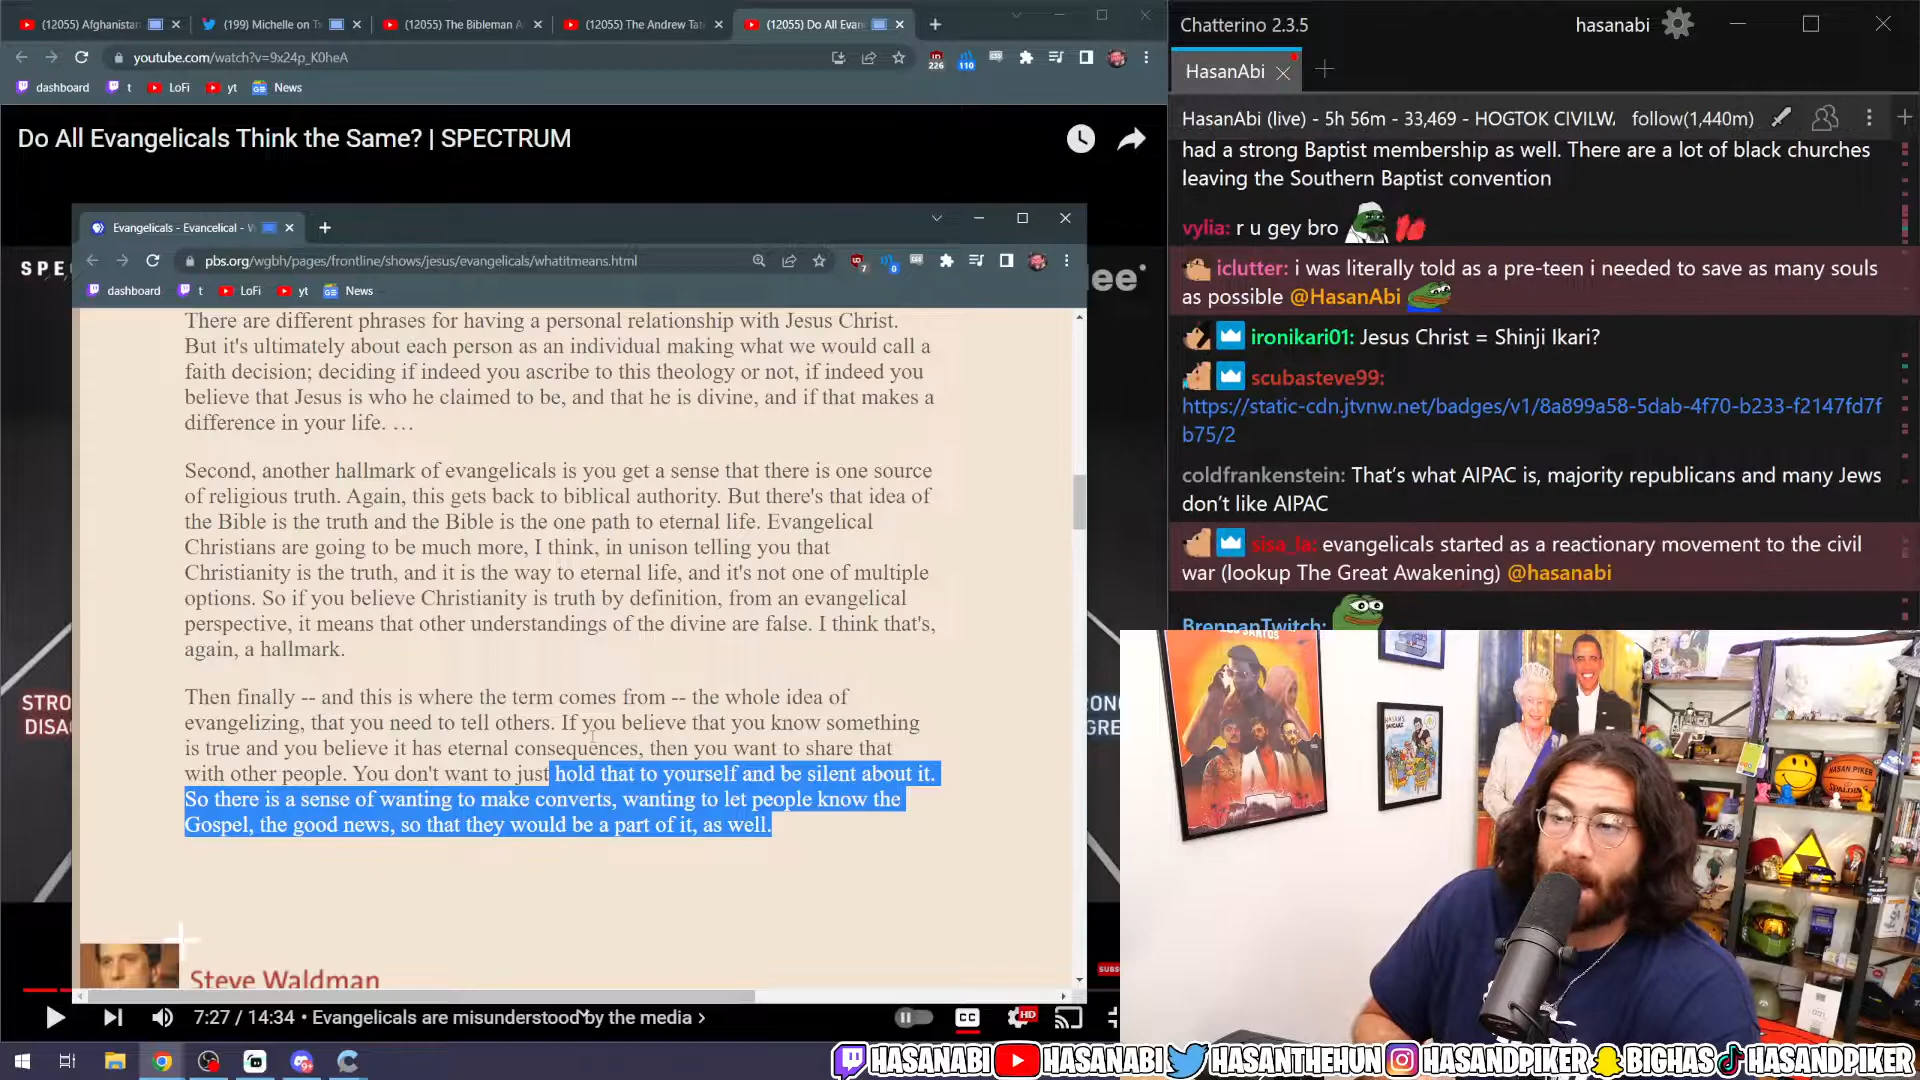 (12055) Afghanistan
(199) Michelle on Tw
(12055) The Bibleman A
(12055) The Andrew Tat
(12055) Do All Evan
youtube.com/watch?v=9x24p_K0heA
226
110
dashboard
t
LoFi
yt
News
Do All Evangelicals Think the Same? | SPECTRUM
SPE
ee
STRO
DISA
Evangelicals - Evancelical - W
pbs.org/wgbh/pages/frontline/shows/jesus/evangelicals/whatitmeans.html
7
0
dashboard
t
LoFi
yt
News
There are different phrases for having a personal relationship with Jesus Christ.
But it's ultimately about each person as an individual making what we would call a
faith decision; deciding if indeed you ascribe to this theology or not, if indeed you
believe that Jesus is who he claimed to be, and that he is divine, and if that makes a
difference in your life. …
Second, another hallmark of evangelicals is you get a sense that there is one source
of religious truth. Again, this gets back to biblical authority. But there's that idea of
the Bible is the truth and the Bible is the one path to eternal life. Evangelical
Christians are going to be much more, I think, in unison telling you that
Christianity is the truth, and it is the way to eternal life, and it's not one of multiple
options. So if you believe Christianity is truth by definition, from an evangelical
perspective, it means that other understandings of the divine are false. I think that's,
again, a hallmark.
Then finally -- and this is where the term comes from -- the whole idea of
evangelizing, that you need to tell others. If you believe that you know something
is true and you believe it has eternal consequences, then you want to share that
with other people. You don't want to just hold that to yourself and be silent about it.
So there is a sense of wanting to make converts, wanting to let people know the
Gospel, the good news, so that they would be a part of it, as well.
Steve Waldman
SUBS
7:27 / 14:34 • Evangelicals are misunderstood by the media
CC
HD
Chatterino 2.3.5
hasanabi
HasanAbi
HasanAbi (live) - 5h 56m - 33,469 - HOGTOK CIVILW
follow(1,440m)
had a strong Baptist membership as well. There are a lot of black churches
leaving the Southern Baptist convention
vylia: r u gey bro
iclutter: i was literally told as a pre-teen i needed to save as many souls
as possible @HasanAbi
ironikari01: Jesus Christ = Shinji Ikari?
scubasteve99:
https://static-cdn.jtvnw.net/badges/v1/8a899a58-5dab-4f70-b233-f2147fd7f
b75/2
coldfrankenstein: That’s what AIPAC is, majority republicans and many Jews
don’t like AIPAC
sisa_la: evangelicals started as a reactionary movement to the civil
war (lookup The Great Awakening) @hasanabi
BrennanTwitch:
HASAN PIKER
HASANABI
HASANABI
HASANTHEHUN
HASANDPIKER
BIGHAS
HASANDPIKER